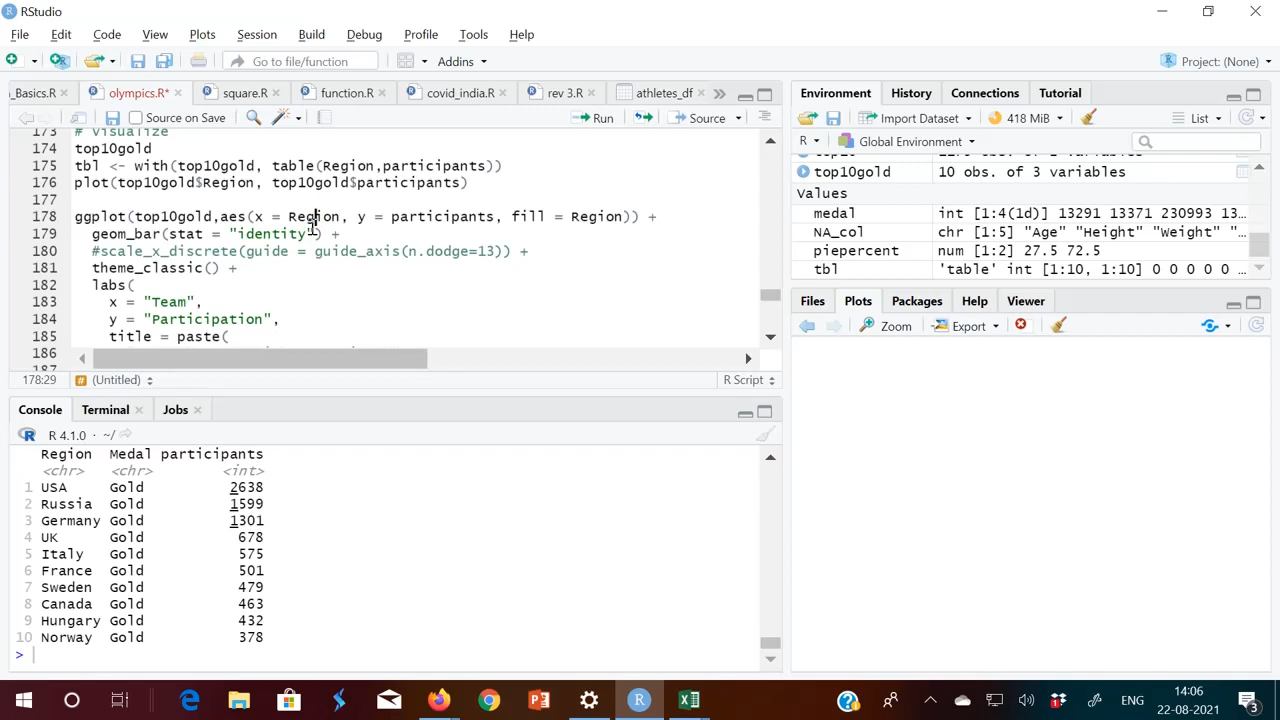 RStudio
File Edit Code View Plots Session Build Debug Profile Tools Help
Go to file/function Addins Project: (None)
_Basics.R olympics.R* square.R function.R covid_india.R rev 3.R athletes_df
Source on Save Run Source
173 # Visualize
174 top10gold
175 tbl <- with(top10gold, table(Region,participants))
176 plot(top10gold$Region, top10gold$participants)
177
178 ggplot(top10gold,aes(x = Region, y = participants, fill = Region)) +
179 geom_bar(stat = "identity") +
180 #scale_x_discrete(guide = guide_axis(n.dodge=13)) +
181 theme_classic() +
182 labs(
183 x = "Team",
184 y = "Participation",
185 title = paste(
186
187
178:29 (Untitled) R Script
Console Terminal Jobs
R 4.1.0 · ~/
Region Medal participants
<chr> <chr> <int>
1 USA Gold 2638
2 Russia Gold 1599
3 Germany Gold 1301
4 UK Gold 678
5 Italy Gold 575
6 France Gold 501
7 Sweden Gold 479
8 Canada Gold 463
9 Hungary Gold 432
10 Norway Gold 378
>
Environment History Connections Tutorial
Import Dataset 418 MiB List
R Global Environment
top10gold 10 obs. of 3 variables
Values
medal int [1:4(1d)] 13291 13371 230993 13...
NA_col chr [1:5] "Age" "Height" "Weight" "...
piepercent num [1:2] 27.5 72.5
tbl 'table' int [1:10, 1:10] 0 0 0 0 0 ...
Files Plots Packages Help Viewer
Zoom Export
ENG 14:06
22-08-2021
3